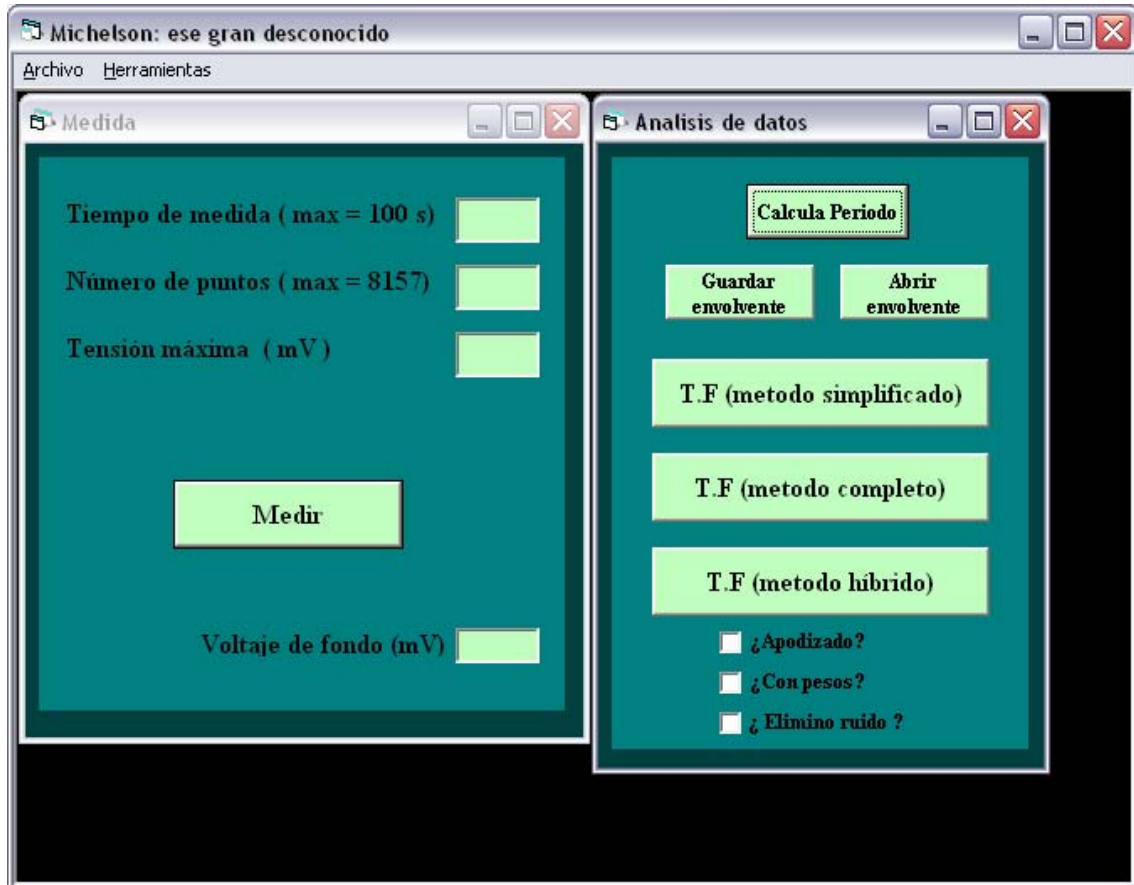 Michelson: ese gran desconocido
Archivo Herramientas
Medida
Tiempo de medida ( max = 100 s)
Número de puntos ( max = 8157)
Tensión máxima ( mV )
Medir
Voltaje de fondo (mV)
Analisis de datos
Calcula Periodo
Guardar
envolvente
Abrir
envolvente
T.F (metodo simplificado)
T.F (metodo completo)
T.F (metodo híbrido)
¿Apodizado?
¿Con pesos?
¿ Elimino ruido ?